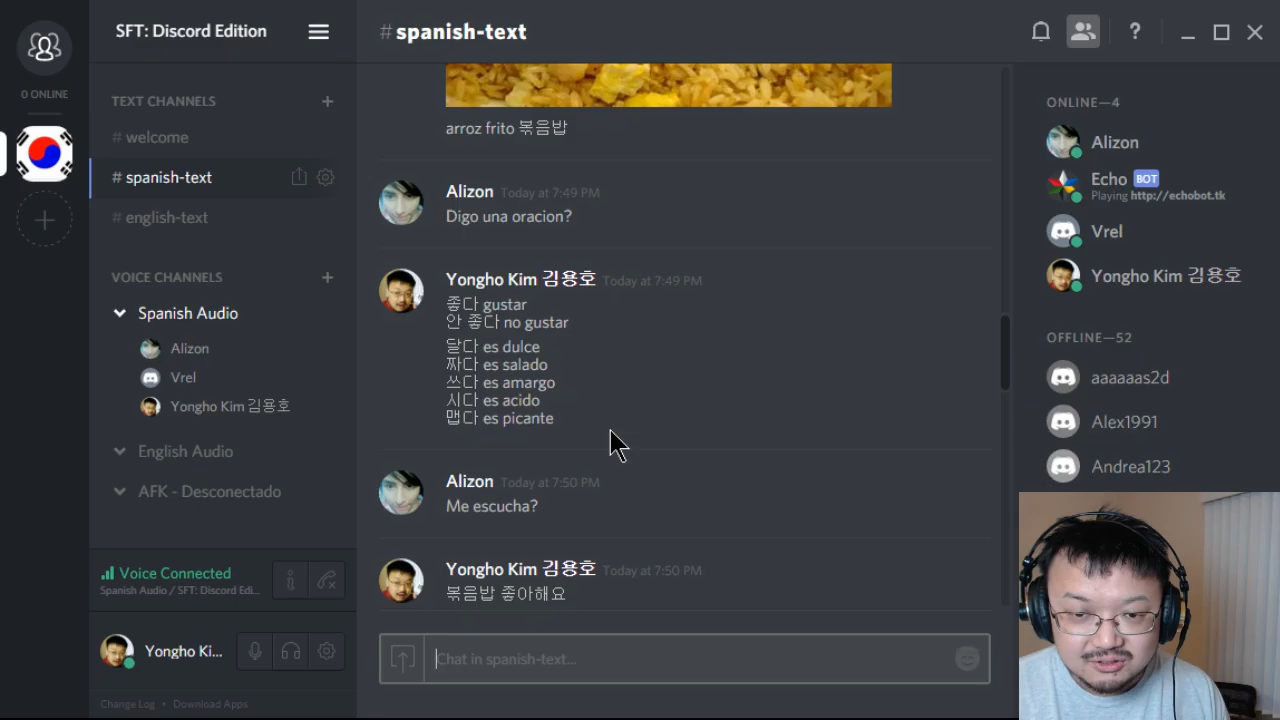 SFT: Discord Edition
# spanish-text
0 ONLINE
TEXT CHANNELS
# welcome
# spanish-text
# english-text
VOICE CHANNELS
Spanish Audio
Alizon
Vrel
Yongho Kim 김용호
English Audio
AFK - Desconectado
Voice Connected
Spanish Audio / SFT: Discord Edi...
Yongho Ki...
Change Log • Download Apps
arroz frito 볶음밥
Alizon Today at 7:49 PM
Digo una oracion?
Yongho Kim 김용호 Today at 7:49 PM
좋다 gustar
안 좋다 no gustar
달다 es dulce
짜다 es salado
쓰다 es amargo
시다 es acido
맵다 es picante
Alizon Today at 7:50 PM
Me escucha?
Yongho Kim 김용호 Today at 7:50 PM
볶음밥 좋아해요
Chat in spanish-text...
ONLINE—4
Alizon
Echo BOT
Playing http://echobot.tk
Vrel
Yongho Kim 김용호
OFFLINE—52
aaaaaas2d
Alex1991
Andrea123